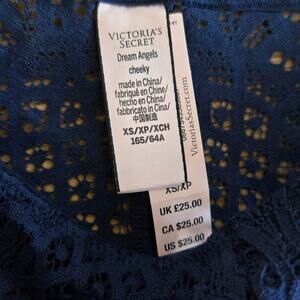 VICTORIA'S
SECRET
Dream Angels
cheeky
made in China/
fabriqué en Chine/
hecho en China/
fabbricato in Cina/
中国制造
XS/XP/XCH
165/64A
VictoriasSecret.com
XS/XP
UK £25.00
CA $25.00
US $25.00